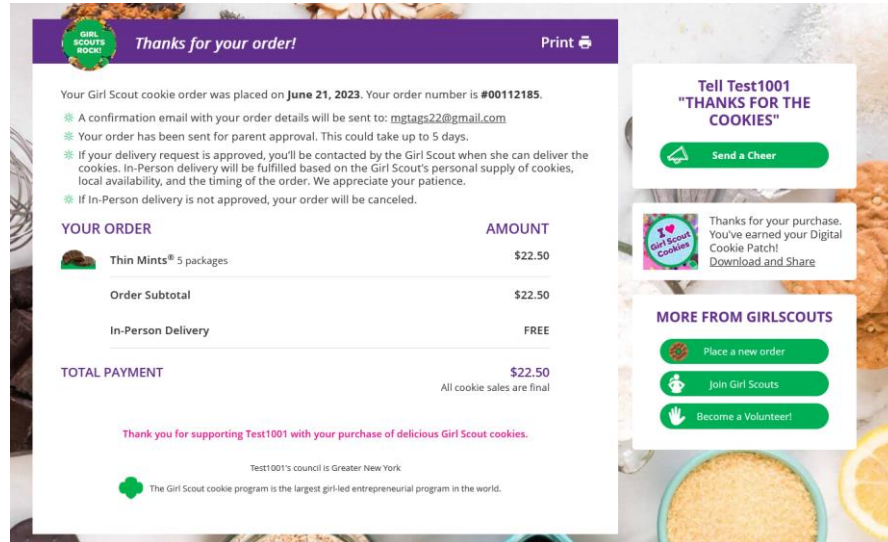 GIRL
SCOUTS
ROCK!
Thanks for your order!
Print
Your Girl Scout cookie order was placed on June 21, 2023. Your order number is #00112185.
A confirmation email with your order details will be sent to: mgtags22@gmail.com
Your order has been sent for parent approval. This could take up to 5 days.
If your delivery request is approved, you'll be contacted by the Girl Scout when she can deliver the
cookies. In-Person delivery will be fulfilled based on the Girl Scout's personal supply of cookies,
local availability, and the timing of the order. We appreciate your patience.
If In-Person delivery is not approved, your order will be canceled.
YOUR ORDER AMOUNT
Thin Mints® 5 packages $22.50
Order Subtotal $22.50
In-Person Delivery FREE
TOTAL PAYMENT $22.50
All cookie sales are final
Thank you for supporting Test1001 with your purchase of delicious Girl Scout cookies.
Test1001's council is Greater New York
The Girl Scout cookie program is the largest girl-led entrepreneurial program in the world.
Tell Test1001
"THANKS FOR THE
COOKIES"
Send a Cheer
I
Girl Scout
Cookies
Thanks for your purchase.
You've earned your Digital
Cookie Patch!
Download and Share
MORE FROM GIRLSCOUTS
Place a new order
Join Girl Scouts
Become a Volunteer!